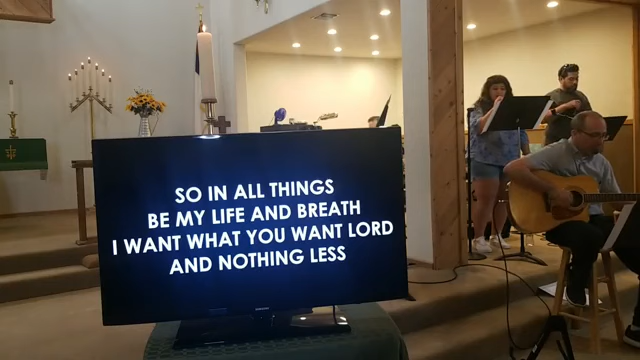 SO IN ALL THINGS
BE MY LIFE AND BREATH
I WANT WHAT YOU WANT LORD
AND NOTHING LESS